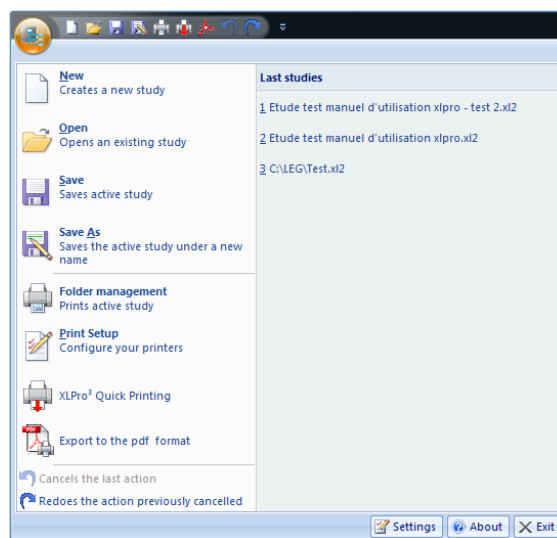 New
Creates a new study
Open
Opens an existing study
Save
Saves active study
Save As
Saves the active study under a new
name
Folder management
Prints active study
Print Setup
Configure your printers
XLPro³ Quick Printing
PDF
Export to the pdf format
Cancels the last action
Redoes the action previously cancelled
Last studies
1 Etude test manuel d'utilisation xlpro - test 2.xl2
2 Etude test manuel d'utilisation xlpro.xl2
3 C:\LEG\Test.xl2
Settings
About
Exit